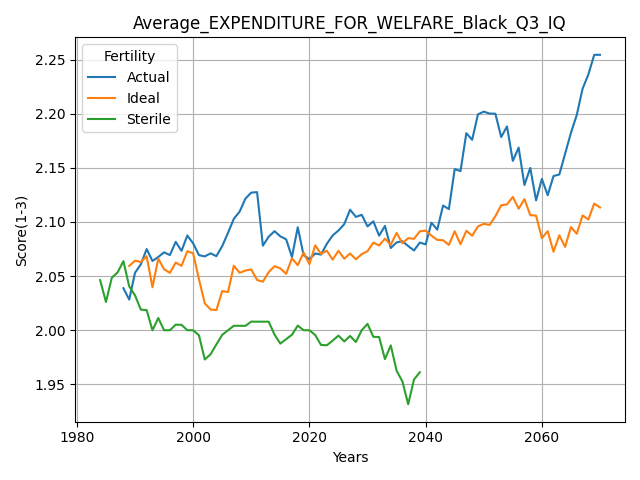 Average_EXPENDITURE_FOR_WELFARE_Black_Q3_IQ
Fertility
Actual
Ideal
Sterile
Score(1-3)
2.25
2.20
2.15
2.10
2.05
2.00
1.95
1980
2000
2020
2040
2060
Years